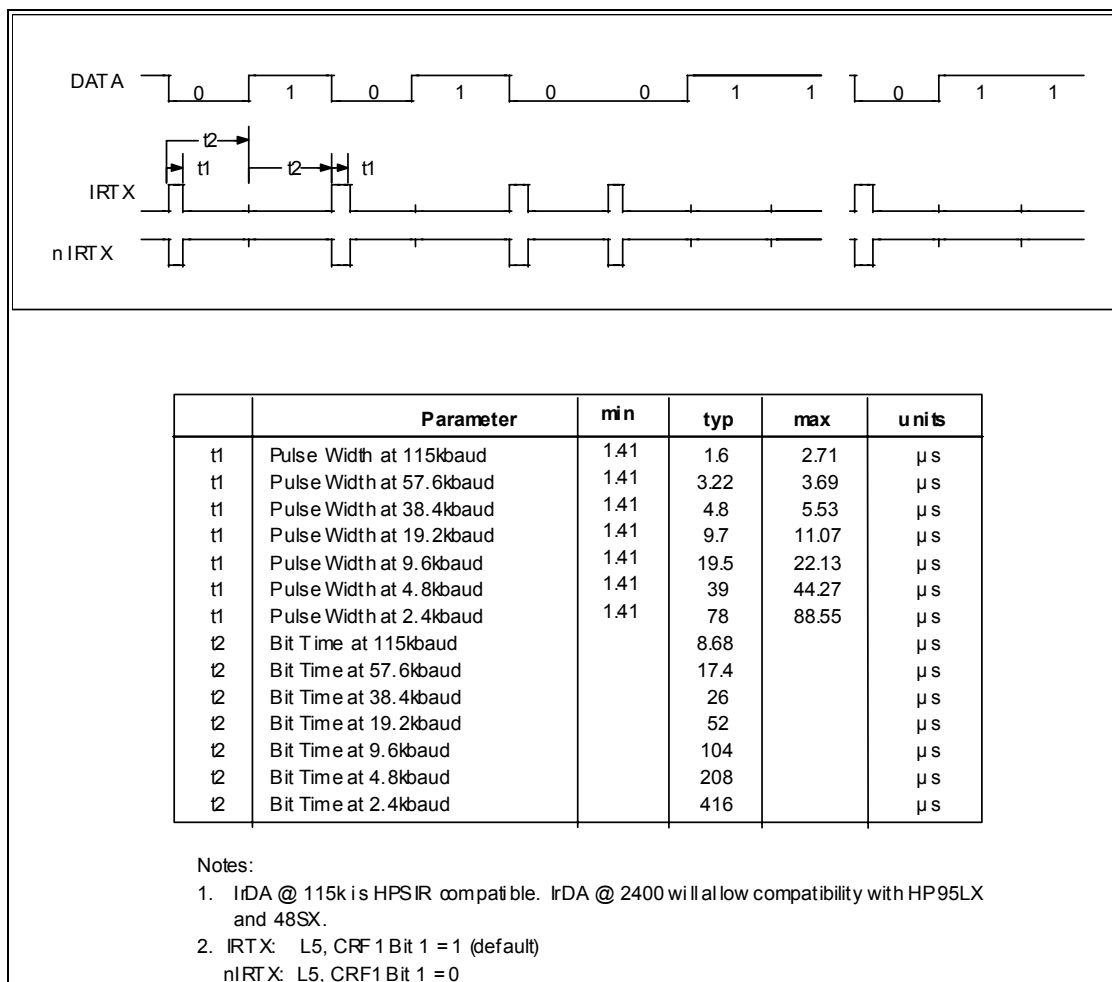 DATA 0 1 0 1 0 0 1 1 0 1 1
t2
t1 t2 t1
IRTX
nIRTX
Parameter min typ max units
t1 Pulse Width at 115kbaud 1.41 1.6 2.71 µs
t1 Pulse Width at 57.6kbaud 1.41 3.22 3.69 µs
t1 Pulse Width at 38.4kbaud 1.41 4.8 5.53 µs
t1 Pulse Width at 19.2kbaud 1.41 9.7 11.07 µs
t1 Pulse Width at 9.6kbaud 1.41 19.5 22.13 µs
t1 Pulse Width at 4.8kbaud 1.41 39 44.27 µs
t1 Pulse Width at 2.4kbaud 1.41 78 88.55 µs
t2 Bit Time at 115kbaud 8.68 µs
t2 Bit Time at 57.6kbaud 17.4 µs
t2 Bit Time at 38.4kbaud 26 µs
t2 Bit Time at 19.2kbaud 52 µs
t2 Bit Time at 9.6kbaud 104 µs
t2 Bit Time at 4.8kbaud 208 µs
t2 Bit Time at 2.4kbaud 416 µs
Notes:
1. IrDA @ 115k is HPSIR compatible. IrDA @ 2400 will allow compatibility with HP95LX
and 48SX.
2. IRTX: L5, CRF1 Bit 1 = 1 (default)
nIRTX: L5, CRF1 Bit 1 = 0